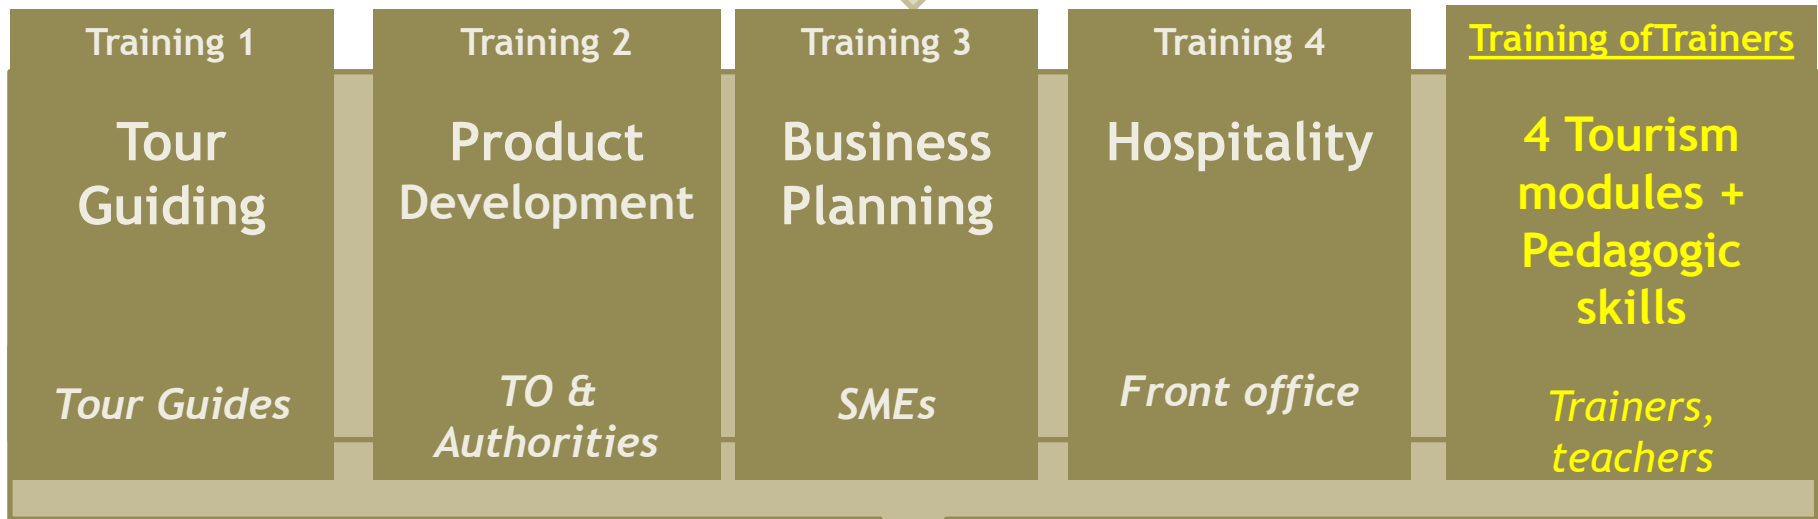 Training 1
Tour
Guiding
Tour Guides
Training 2
Product
Development
TO &
Authorities
Training 3
Business
Planning
SMEs
Training 4
Hospitality
Front office
Training ofTrainers
4 Tourism
modules +
Pedagogic
skills
Trainers,
teachers